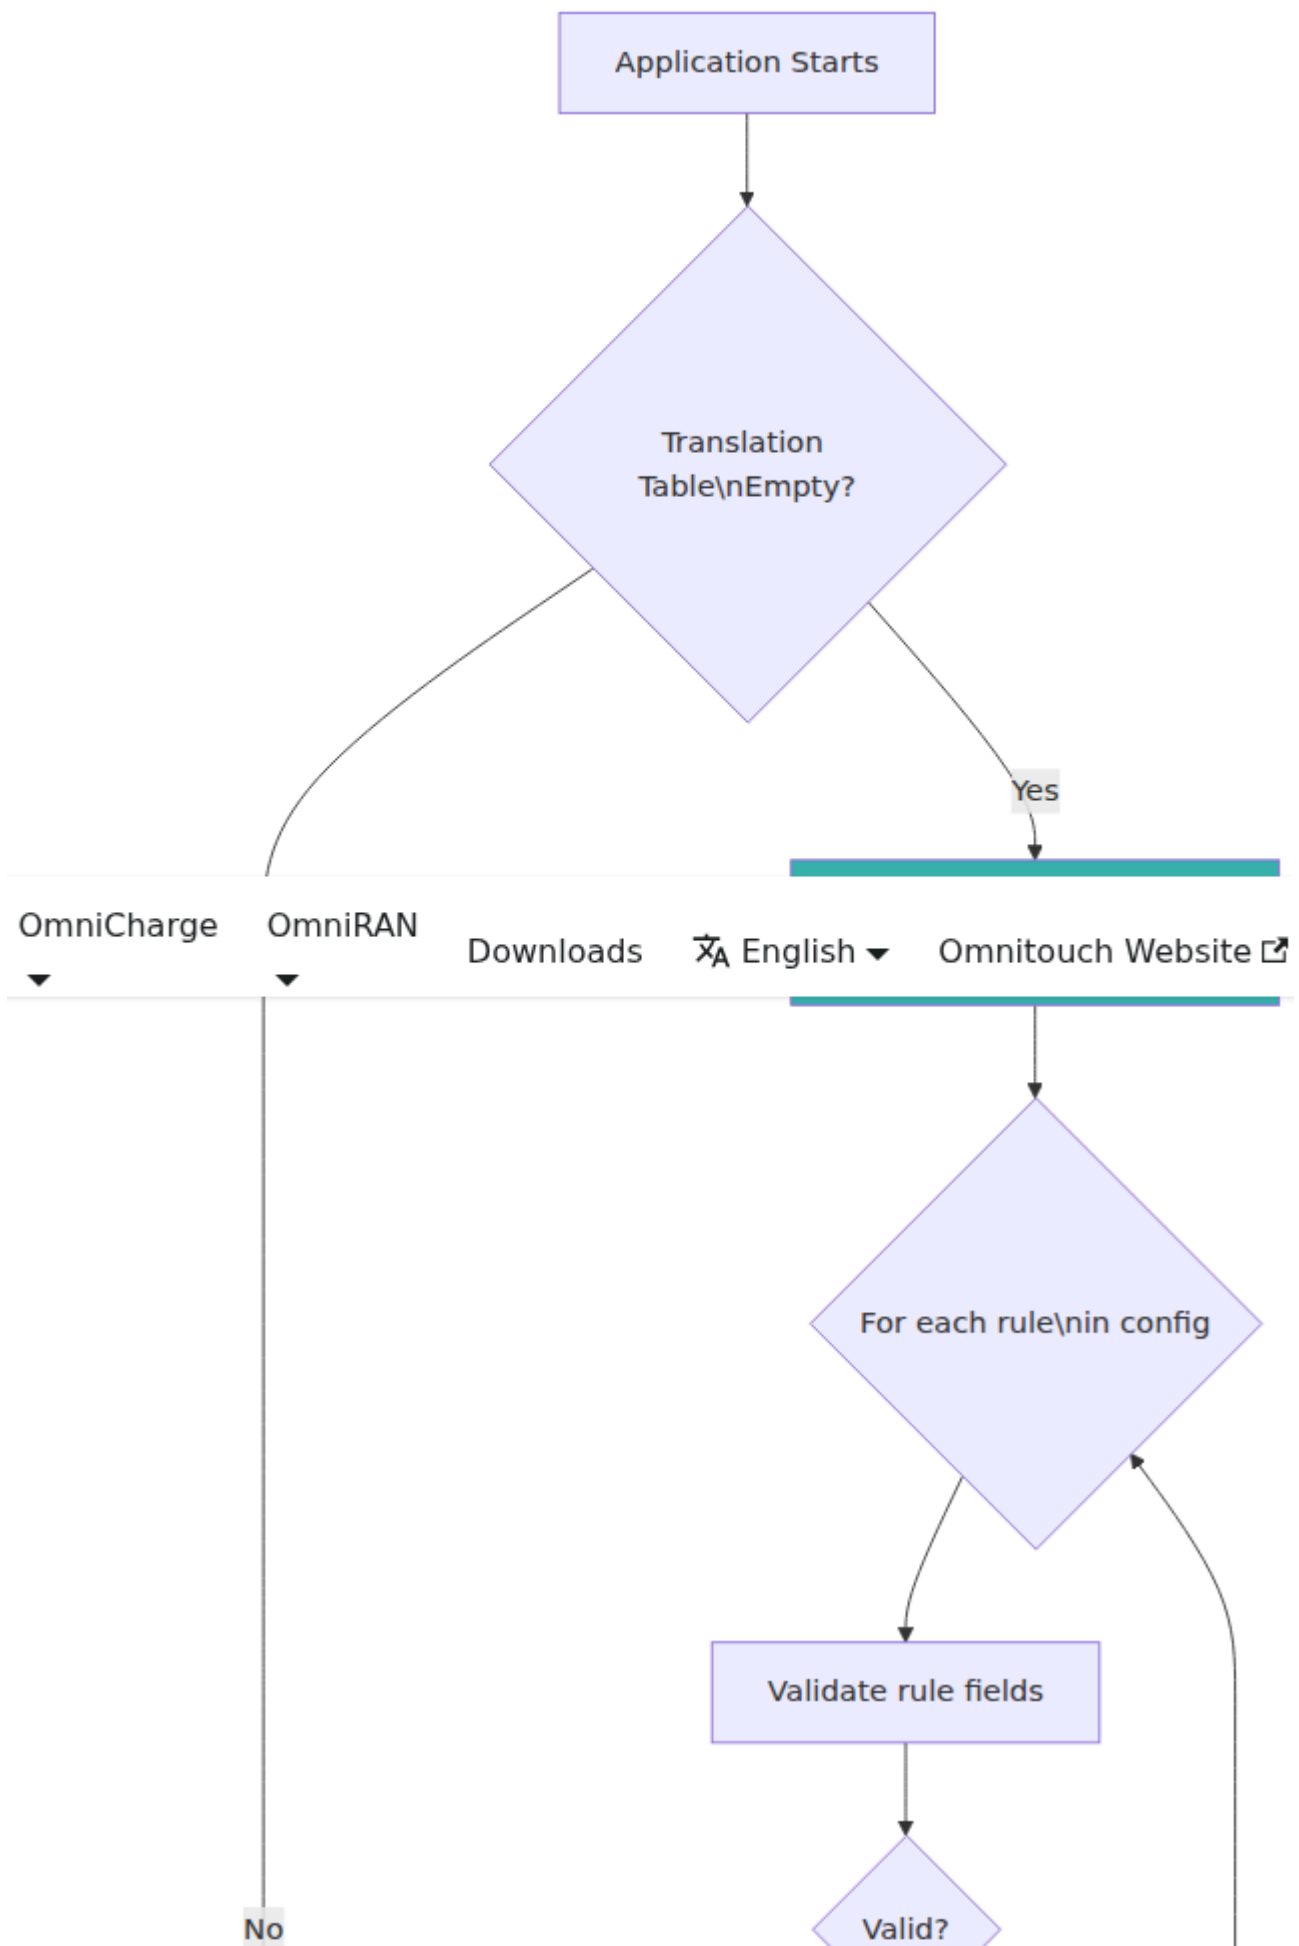 Application Starts
Translation
Table\nEmpty?
Yes
OmniCharge
OmniRAN
Downloads
English
Omnitouch Website
For each rule\nin config
Validate rule fields
No
Valid?